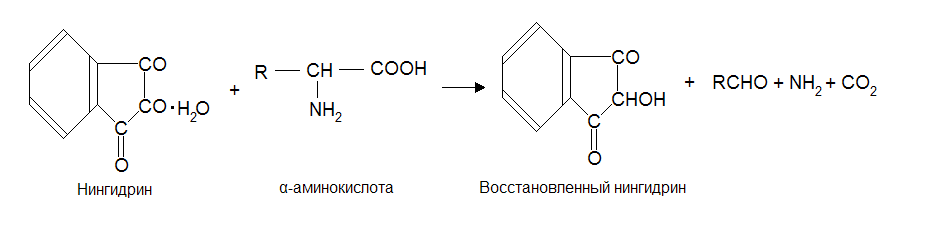 CO
CO·H₂O
C
O
Нингидрин
+
R — CH — COOH
NH₂
α-аминокислота
CO
CHOH
C
O
Восстановленный нингидрин
+ RCHO + NH₂ + CO₂